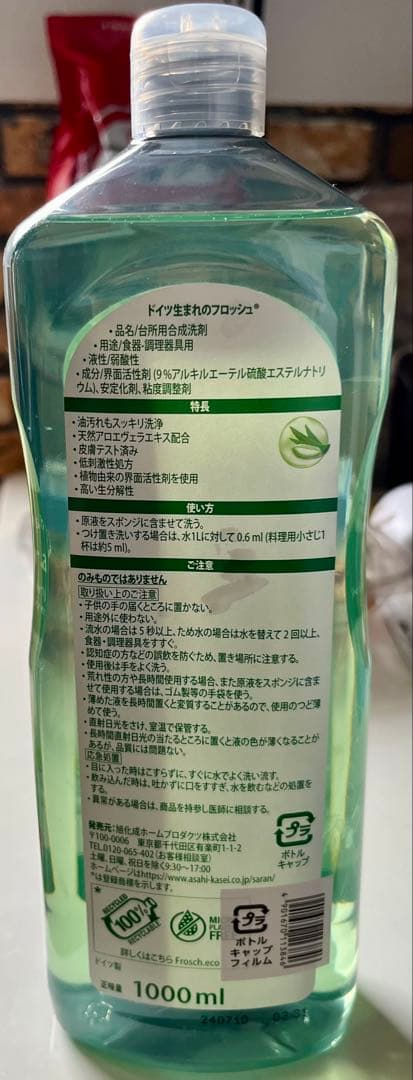 ドイツ生まれのフロッシュ®
・品名/台所用合成洗剤
・用途/食器・調理器具用
・液性/弱酸性
・成分/界面活性剤(9%アルキルエーテル硫酸エステルナトリ
ウム)、安定化剤、粘度調整剤
特長
・油汚れもスッキリ洗浄
・天然アロエヴェラエキス配合
・皮膚テスト済み
・低刺激性処方
・植物由来の界面活性剤を使用
・高い生分解性
使い方
・原液をスポンジに含ませて洗う。
・つけ置き洗いする場合は、水1Lに対して0.6 ml (料理用小さじ1
杯は約5 ml)。
ご注意
のみものではありません
取り扱い上のご注意
・子供の手の届くところに置かない。
・用途外に使わない。
・流水の場合は5秒以上、ため水の場合は水を替えて2回以上、
食器・調理器具をすすぐ。
・認知症の方などの誤飲を防ぐため、置き場所に注意する。
・使用後は手をよく洗う。
・荒れ性の方や長時間使用する場合、また原液をスポンジに含ま
せて使用する場合は、ゴム製等の手袋を使う。
・薄めた液を長時間置くと変質することがあるので、使用のつど薄
めて使う。
・直射日光をさけ、室温で保管する。
・長時間直射日光の当たるところに置くと液の色が薄くなることが
あるが、品質には問題ない。
応急処置
・目に入った時はこすらずに、すぐに水でよく洗い流す。
・飲み込んだ時は、吐かずに口をすすぎ、水を飲むなどの処置を
する。
・異常がある場合は、商品を持参し医師に相談する。
発売元:旭化成ホームプロダクツ株式会社
〒100-0006 東京都千代田区有楽町1-1-2
TEL.0120-065-402 (お客様相談室)
土曜、日曜、祝日を除く9:30~17:00
ホームページはhttps://www.asahi-kasei.co.jp/saran/
*は登録商標を示します。
プラ
ボトル
キャップ
RECYCLED
100%
RECYCLABLE
プラ
ボトル
キャップ
フィルム
4901670113846
詳しくはこちら Frosch.eco
ドイツ製
正味量 1000 ml
240710